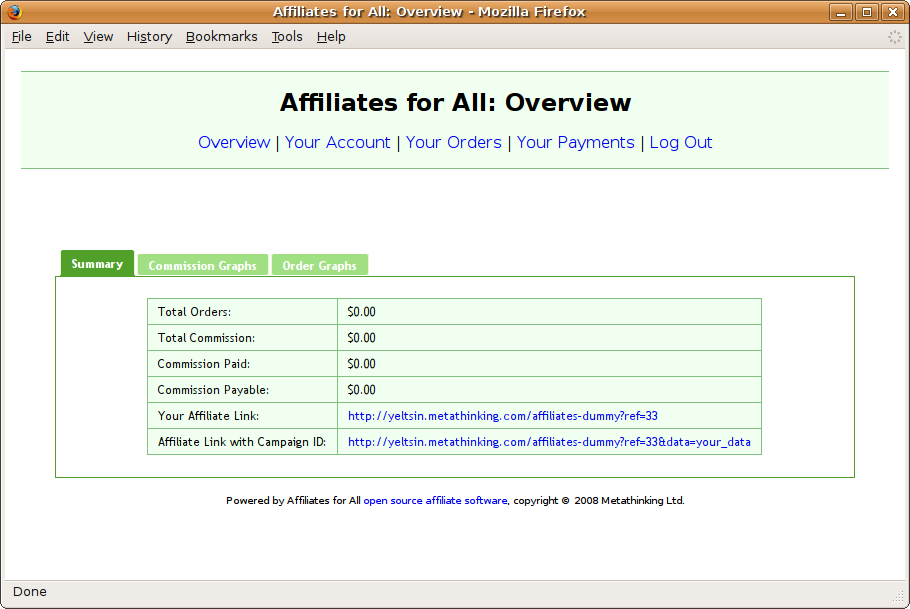 Affiliates for All: Overview - Mozilla Firefox
File Edit View History Bookmarks Tools Help
Affiliates for All: Overview
Overview | Your Account | Your Orders | Your Payments | Log Out
Summary Commission Graphs Order Graphs
Total Orders: $0.00
Total Commission: $0.00
Commission Paid: $0.00
Commission Payable: $0.00
Your Affiliate Link: http://yeltsin.metathinking.com/affiliates-dummy?ref=33
Affiliate Link with Campaign ID: http://yeltsin.metathinking.com/affiliates-dummy?ref=33&data=your_data
Powered by Affiliates for All open source affiliate software, copyright © 2008 Metathinking Ltd.
Done